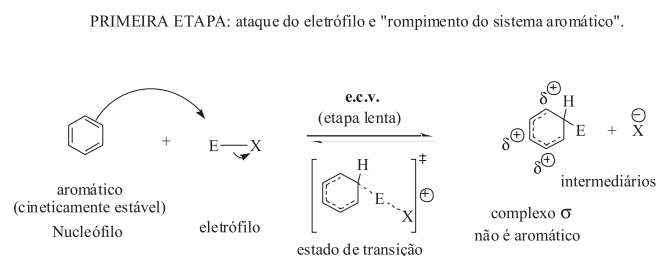 PRIMEIRA ETAPA: ataque do eletrófilo e "rompimento do sistema aromático".
e.c.v.
(etapa lenta)
+
E
X
δ
+
H
E
δ
+
δ
+
+
X
−
H
E
X
‡
+
aromático
(cineticamente estável)
Nucleófilo
eletrófilo
estado de transição
intermediários
complexo σ
não é aromático